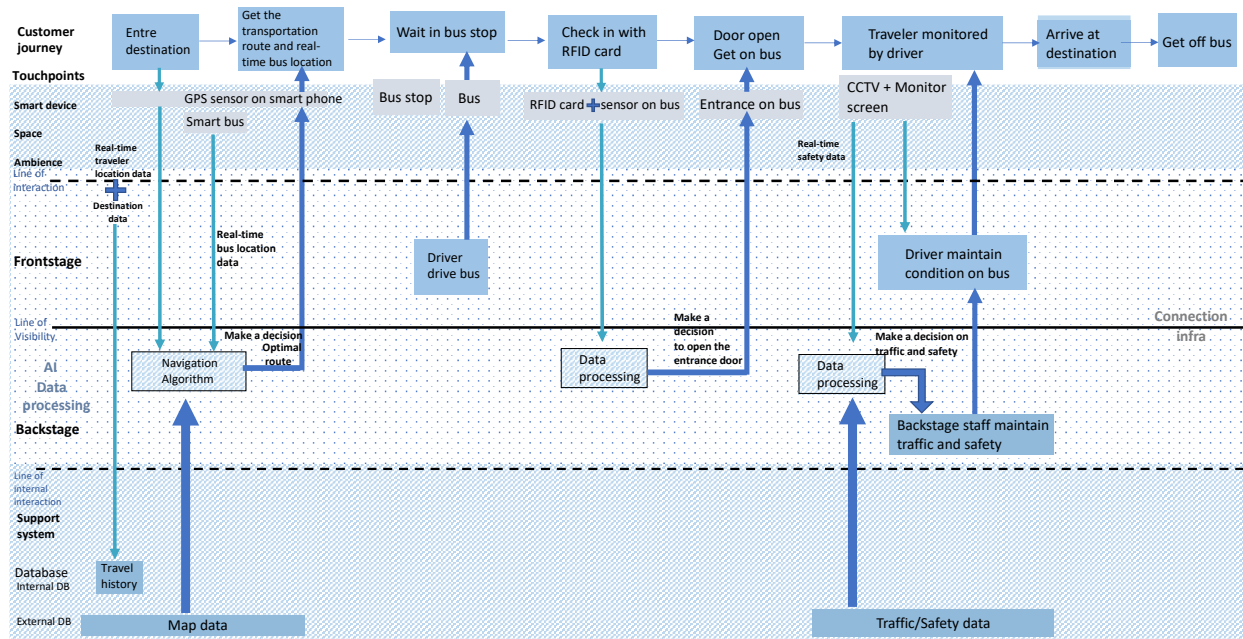 Customer
journey
Entre
destination
Get the
transportation
route and real-
time bus location
Wait in bus stop
Check in with
RFID card
Door open
Get on bus
Traveler monitored
by driver
Arrive at
destination
Get off bus
Touchpoints
Smart device
Space
Ambience
GPS sensor on smart phone
Smart bus
Bus stop
Bus
RFID card
sensor on bus
Entrance on bus
CCTV + Monitor
screen
Real-time
traveler
location data
Destination
data
Real-time
safety data
Line of
Interaction
Frontstage
Real-time
bus location
data
Driver
drive bus
Driver maintain
condition on bus
Line of
Visibility
Connection
infra
Make a decision
Optimal
route
Make a
decision
to open the
entrance door
Make a decision on
traffic and safety
AI
Data
processing
Navigation
Algorithm
Data
processing
Data
processing
Backstage
Backstage staff maintain
traffic and safety
Line of
internal
interaction
Support
system
Database
Internal DB
Travel
history
External DB
Map data
Traffic/Safety data